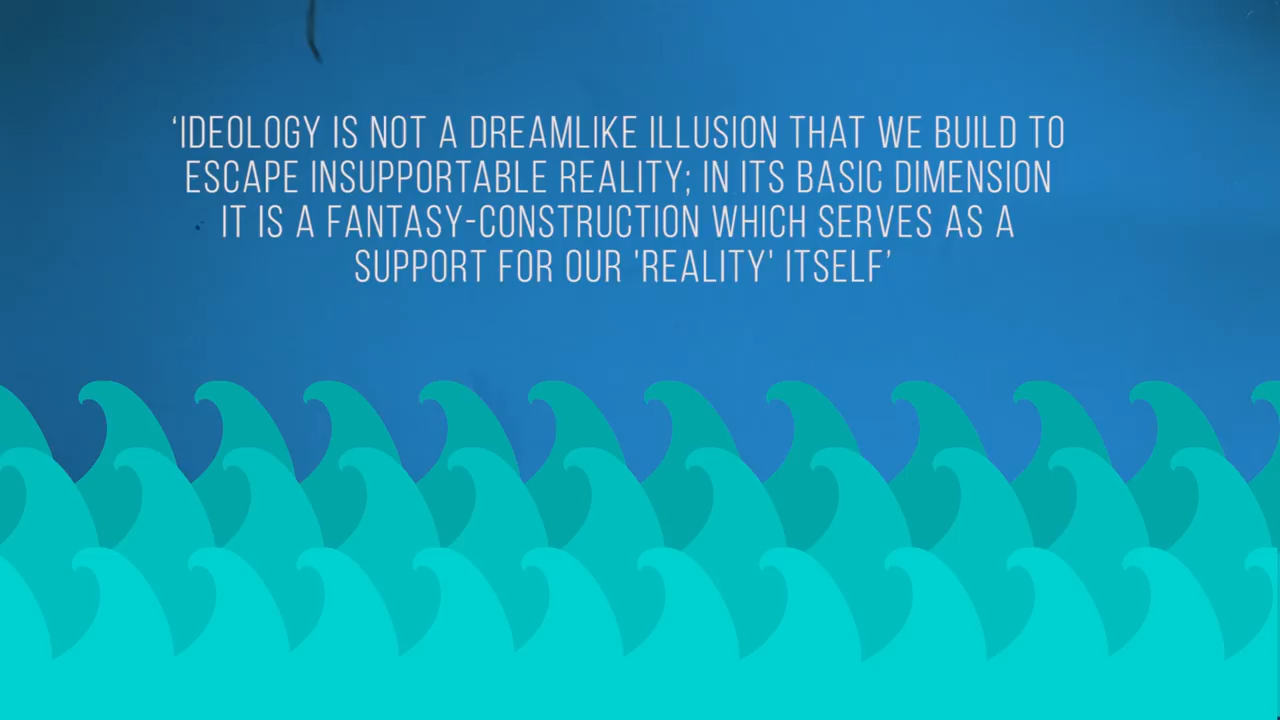 ‘IDEOLOGY IS NOT A DREAMLIKE ILLUSION THAT WE BUILD TO
ESCAPE INSUPPORTABLE REALITY; IN ITS BASIC DIMENSION
IT IS A FANTASY-CONSTRUCTION WHICH SERVES AS A
SUPPORT FOR OUR 'REALITY' ITSELF’